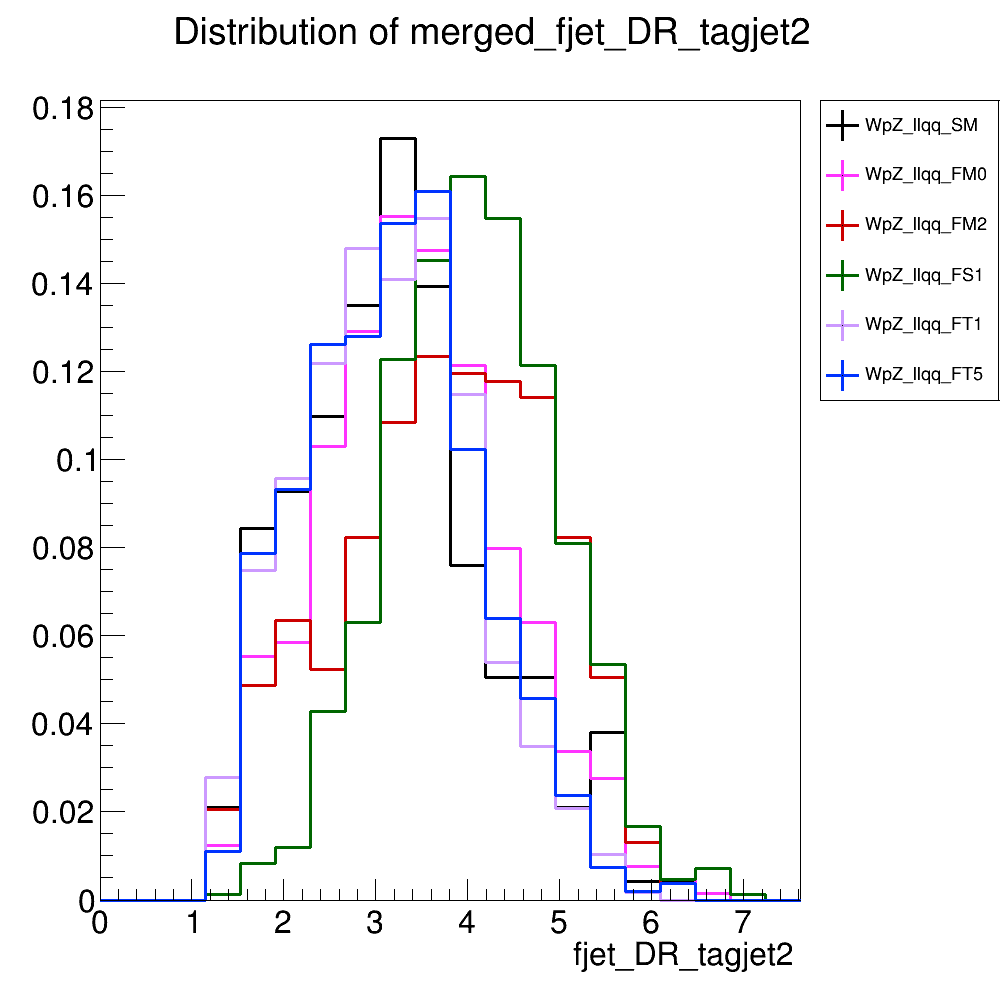 Distribution of merged_fjet_DR_tagjet2
0.18
0.16
0.14
0.12
0.1
0.08
0.06
0.04
0.02
0
0 1 2 3 4 5 6 7
fjet_DR_tagjet2
WpZ_llqq_SM
WpZ_llqq_FM0
WpZ_llqq_FM2
WpZ_llqq_FS1
WpZ_llqq_FT1
WpZ_llqq_FT5